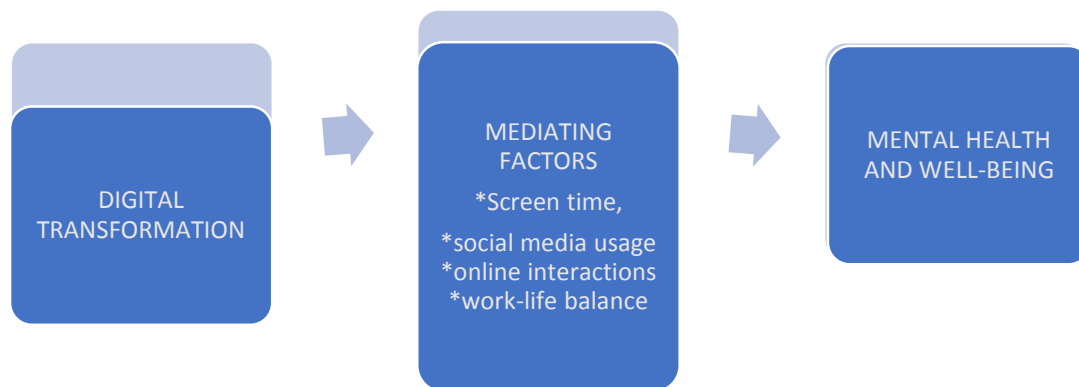 DIGITAL
TRANSFORMATION
MEDIATING
FACTORS
*Screen time,
*social media usage
*online interactions
*work-life balance
MENTAL HEALTH
AND WELL-BEING